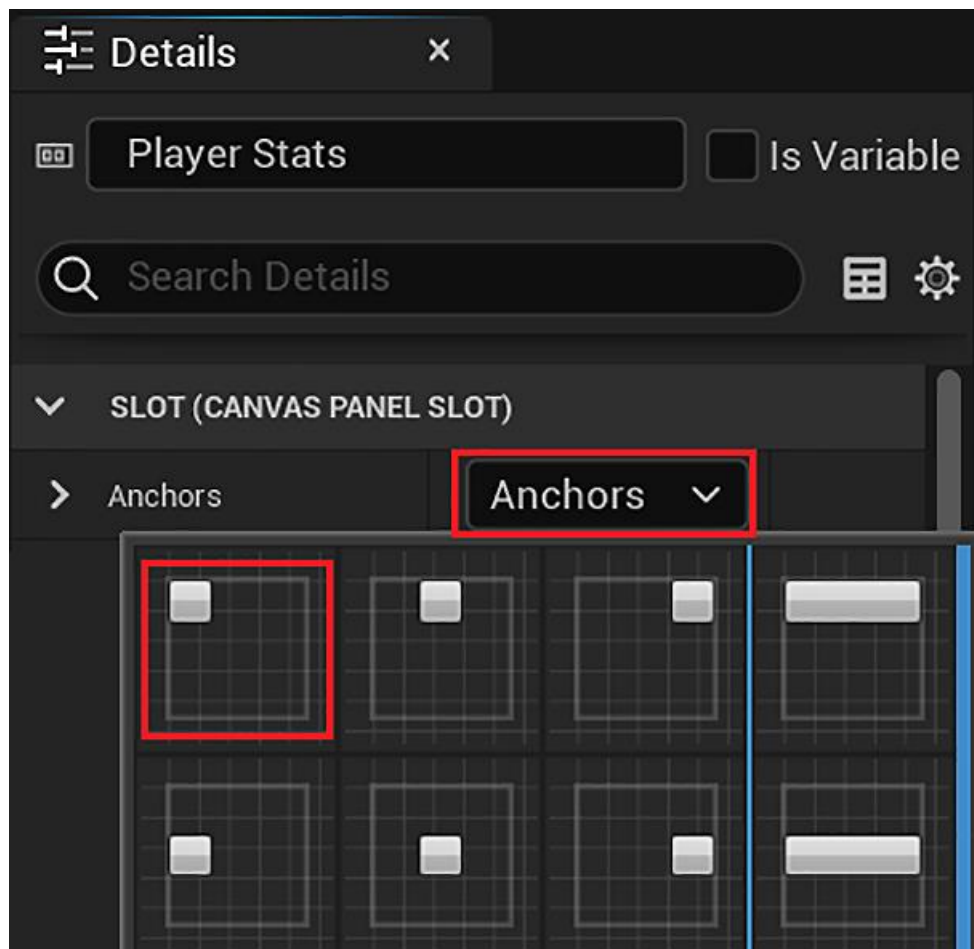 Details
Player Stats
Is Variable
Search Details
SLOT (CANVAS PANEL SLOT)
Anchors
Anchors